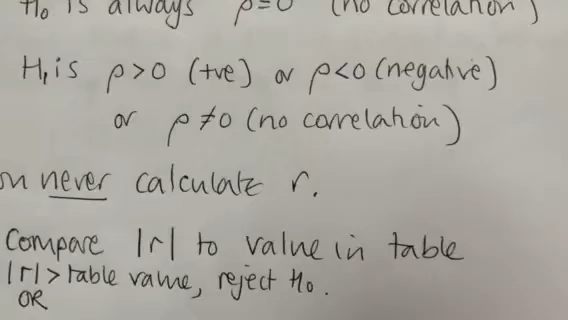 H₀ is always ρ=0 (no correlation)
H₁ is ρ>0 (+ve) or ρ<0 (negative)
or ρ≠0 (no correlation)
never calculate r.
Compare |r| to value in table
|r| > table value, reject H₀.
OR